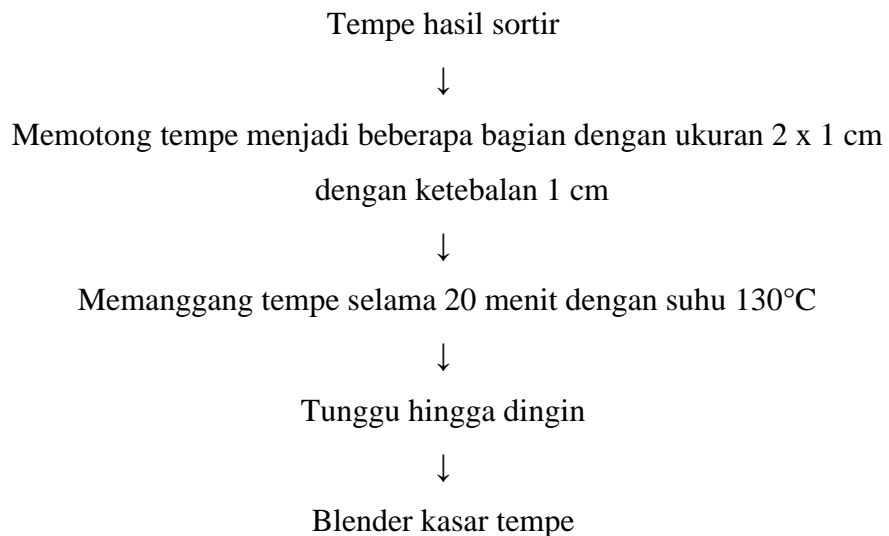 Tempe hasil sortir
↓
Memotong tempe menjadi beberapa bagian dengan ukuran 2 x 1 cm
dengan ketebalan 1 cm
↓
Memanggang tempe selama 20 menit dengan suhu 130°C
↓
Tunggu hingga dingin
↓
Blender kasar tempe